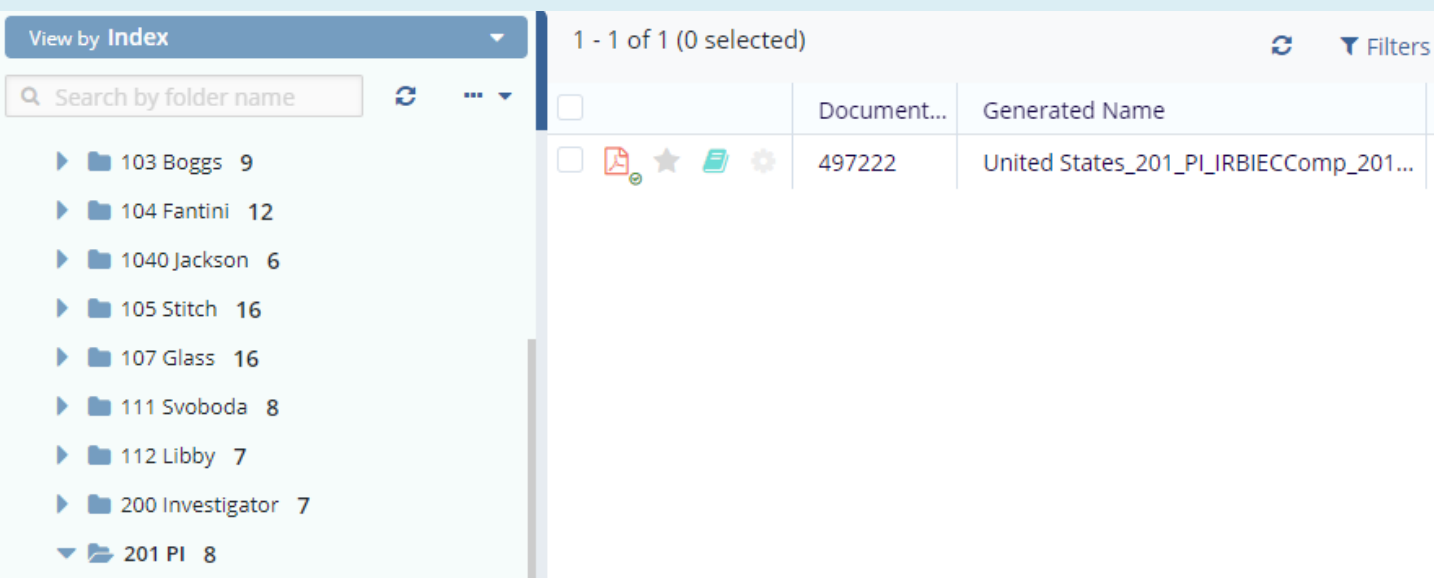 View by Index
Search by folder name
103 Boggs 9
104 Fantini 12
1040 Jackson 6
105 Stitch 16
107 Glass 16
111 Svoboda 8
112 Libby 7
200 Investigator 7
201 PI 8
1 - 1 of 1 (0 selected)
Filters
Document... Generated Name
497222 United States_201_PI_IRBIECComp_201...